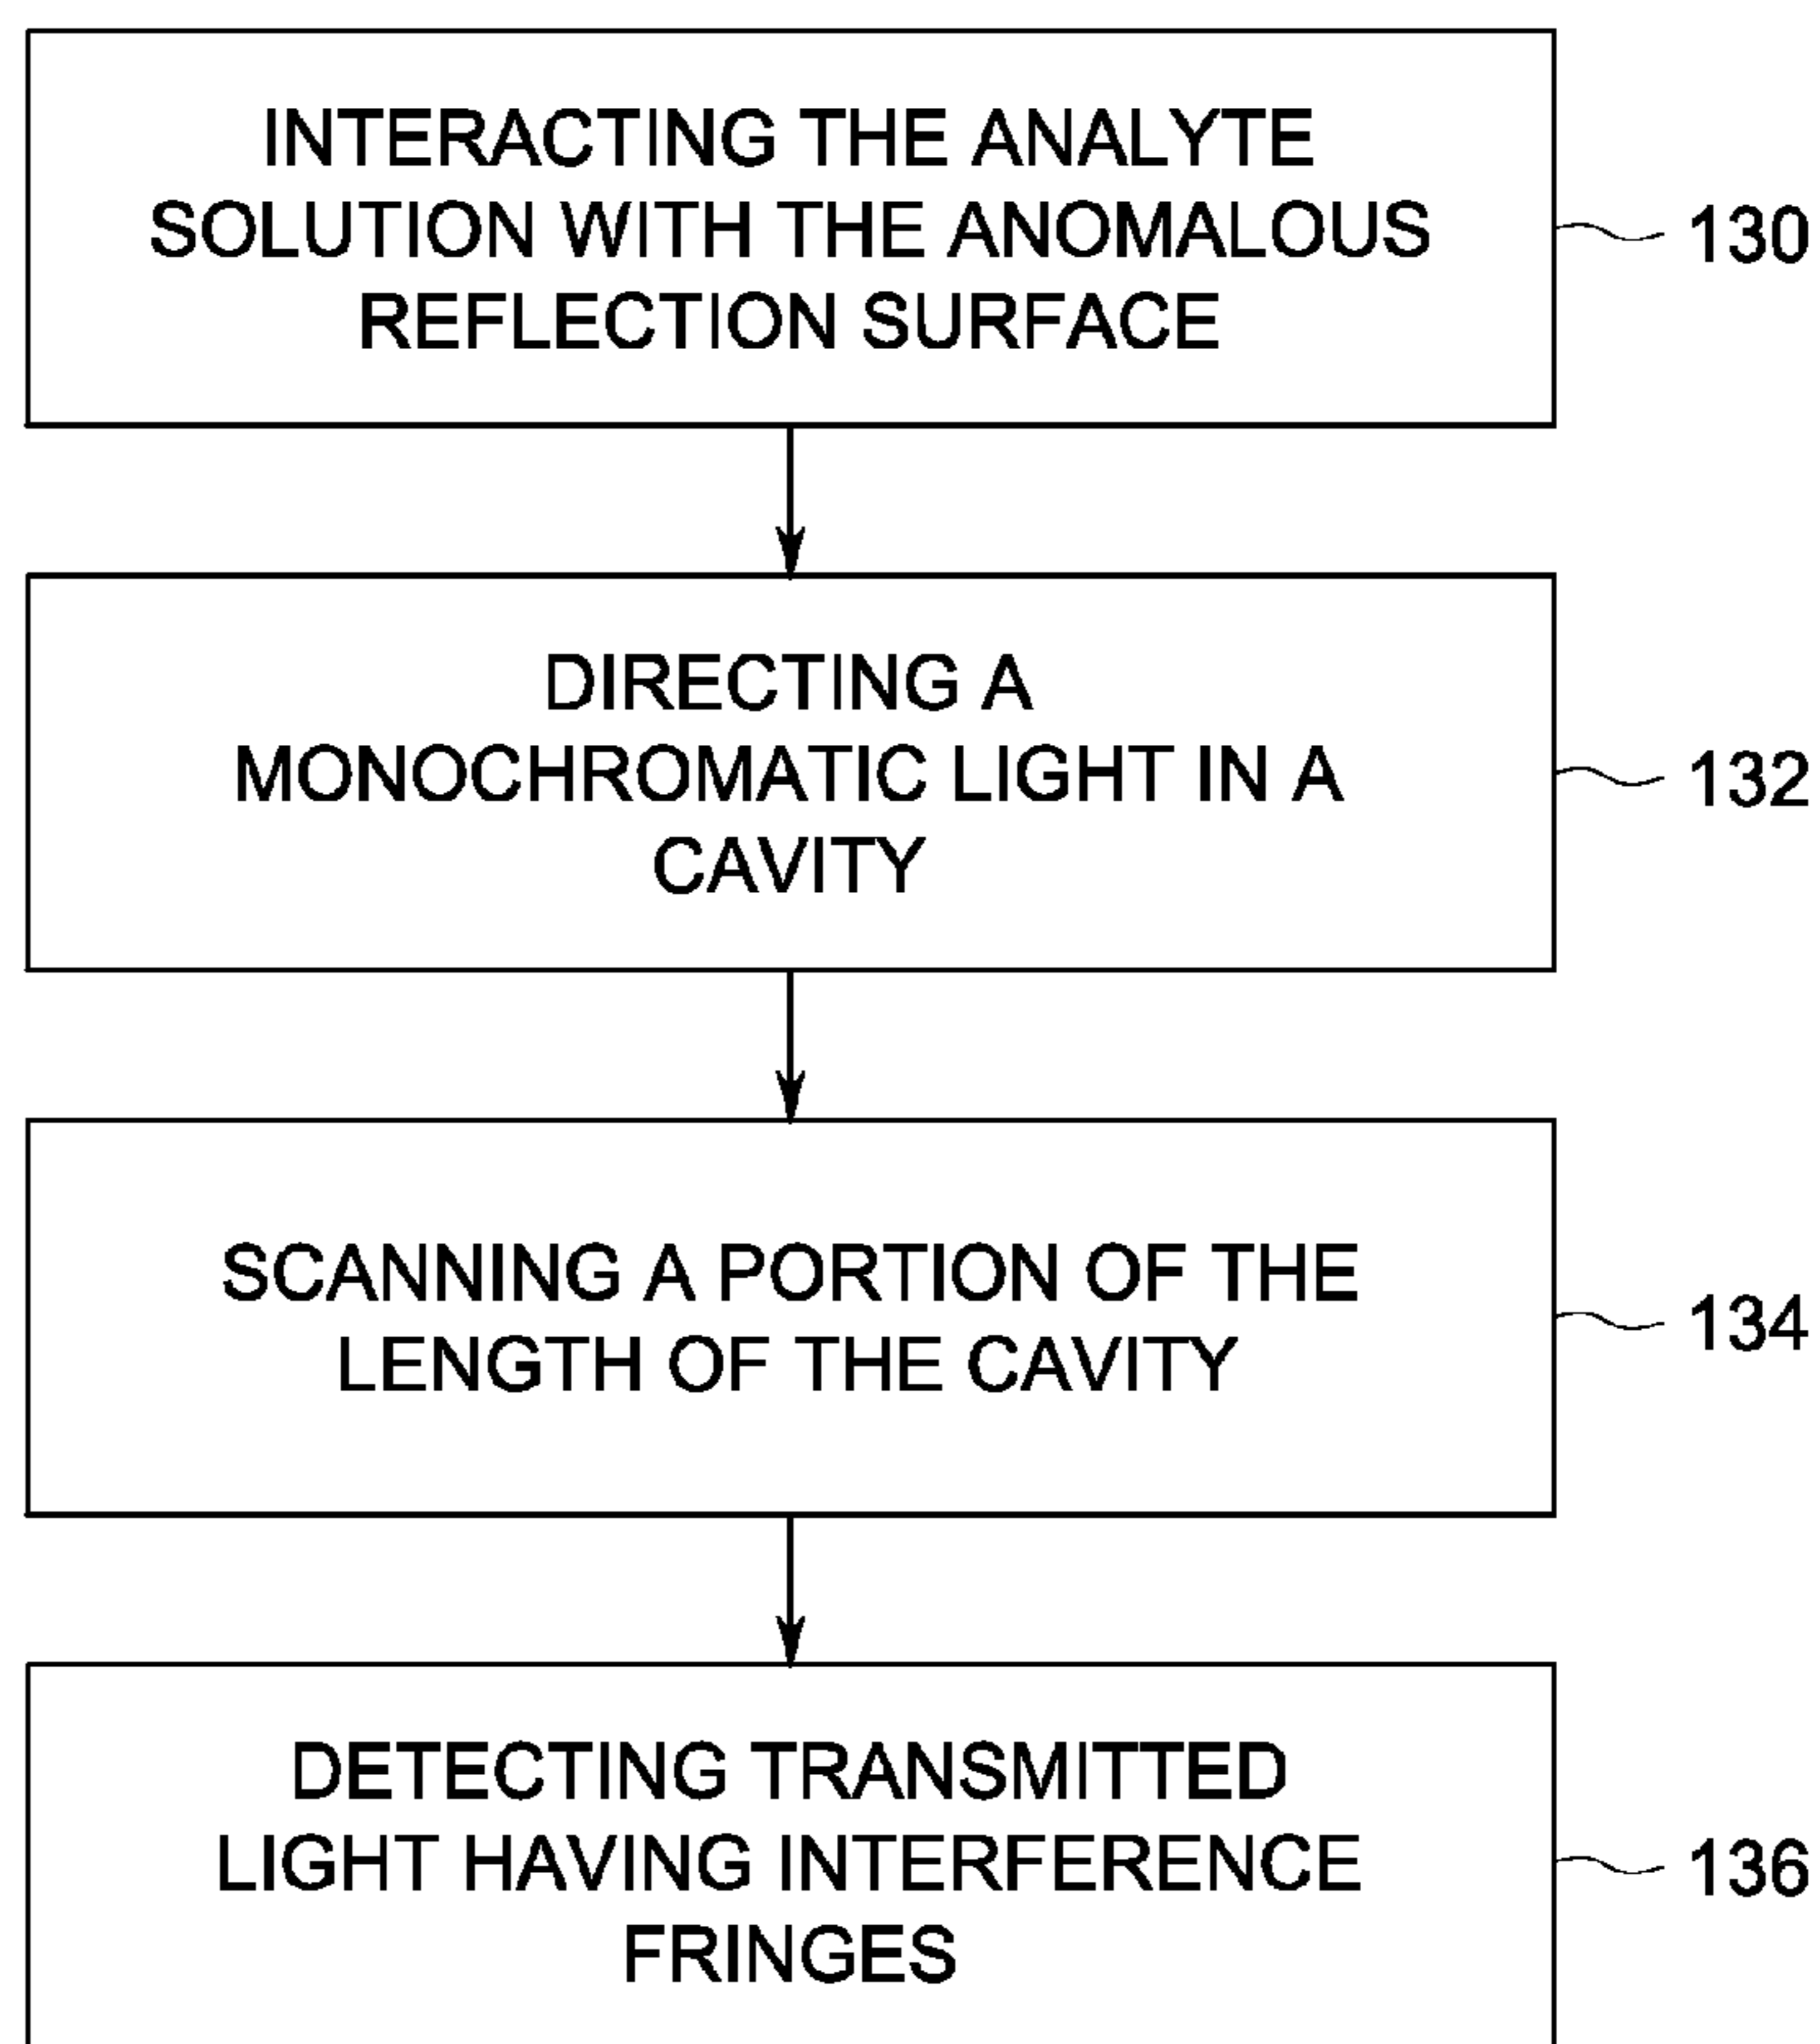 INTERACTING THE ANALYTE
SOLUTION WITH THE ANOMALOUS
REFLECTION SURFACE
130
DIRECTING A
MONOCHROMATIC LIGHT IN A
CAVITY
132
SCANNING A PORTION OF THE
LENGTH OF THE CAVITY
134
DETECTING TRANSMITTED
LIGHT HAVING INTERFERENCE
FRINGES
136